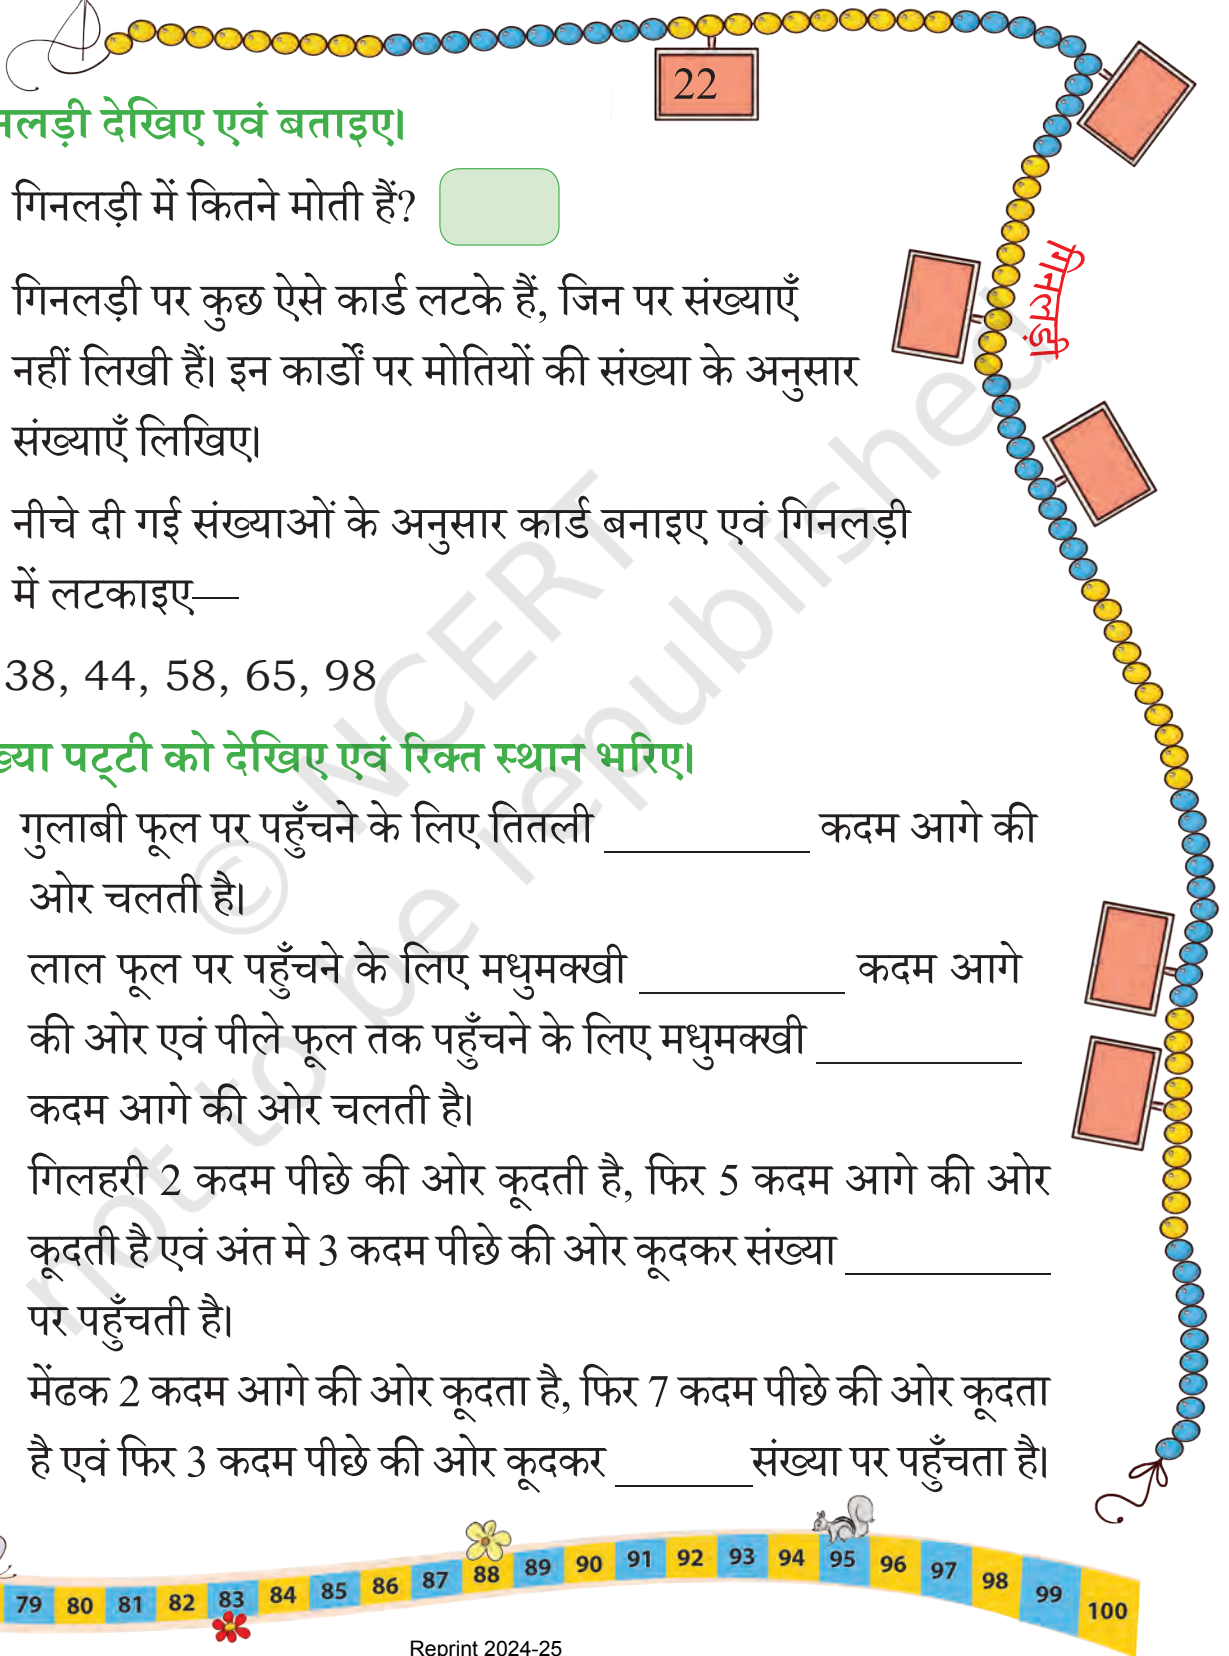 22
नलड़ी देखिए एवं बताइए।
गिनलड़ी में कितने मोती हैं?
गिनलड़ी पर कुछ ऐसे कार्ड लटके हैं, जिन पर संख्याएँ
नहीं लिखी हैं। इन कार्डों पर मोतियों की संख्या के अनुसार
संख्याएँ लिखिए।
गिनलड़ी
नीचे दी गई संख्याओं के अनुसार कार्ड बनाइए एवं गिनलड़ी
में लटकाइए—
38, 44, 58, 65, 98
ख्या पट्टी को देखिए एवं रिक्त स्थान भरिए।
गुलाबी फूल पर पहुँचने के लिए तितली __________ कदम आगे की
ओर चलती है।
लाल फूल पर पहुँचने के लिए मधुमक्खी __________ कदम आगे
की ओर एवं पीले फूल तक पहुँचने के लिए मधुमक्खी __________
कदम आगे की ओर चलती है।
गिलहरी 2 कदम पीछे की ओर कूदती है, फिर 5 कदम आगे की ओर
कूदती है एवं अंत मे 3 कदम पीछे की ओर कूदकर संख्या __________
पर पहुँचती है।
मेंढक 2 कदम आगे की ओर कूदता है, फिर 7 कदम पीछे की ओर कूदता
है एवं फिर 3 कदम पीछे की ओर कूदकर _______ संख्या पर पहुँचता है।
79 80 81 82 83 84 85 86 87 88 89 90 91 92 93 94 95 96 97 98 99 100
Reprint 2024-25
© NCERT
not to be republished